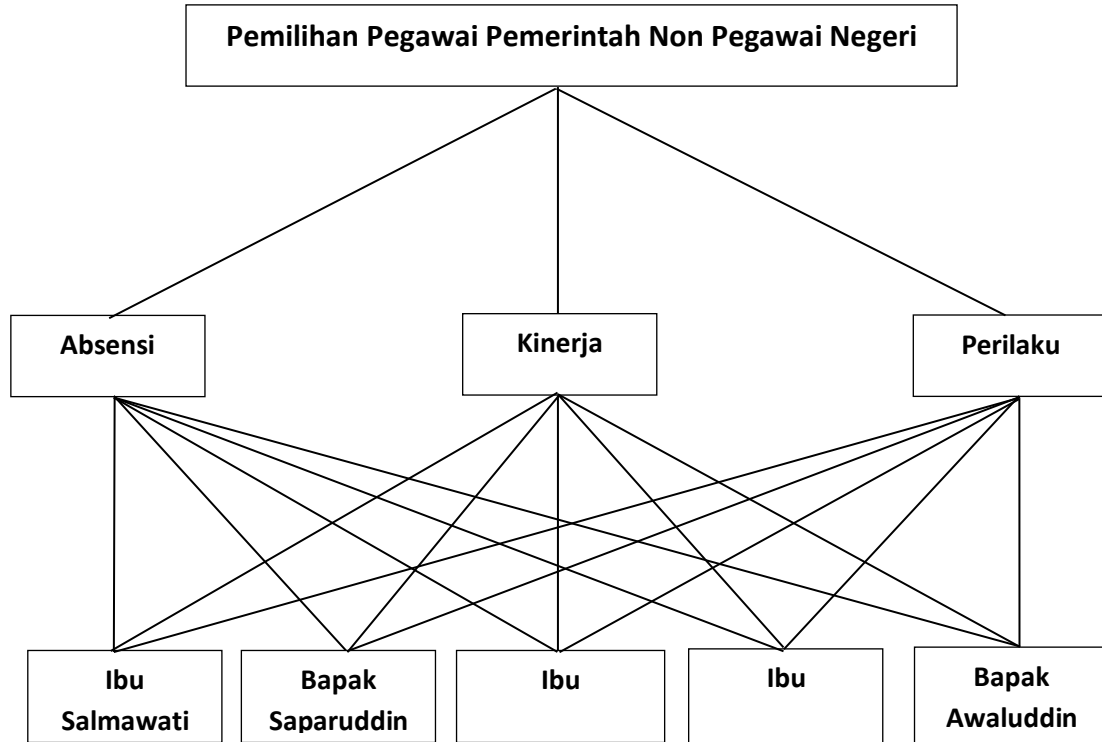 Pemilihan Pegawai Pemerintah Non Pegawai Negeri
Absensi
Kinerja
Perilaku
Ibu
Salmawati
Bapak
Saparuddin
Ibu
Ibu
Bapak
Awaluddin